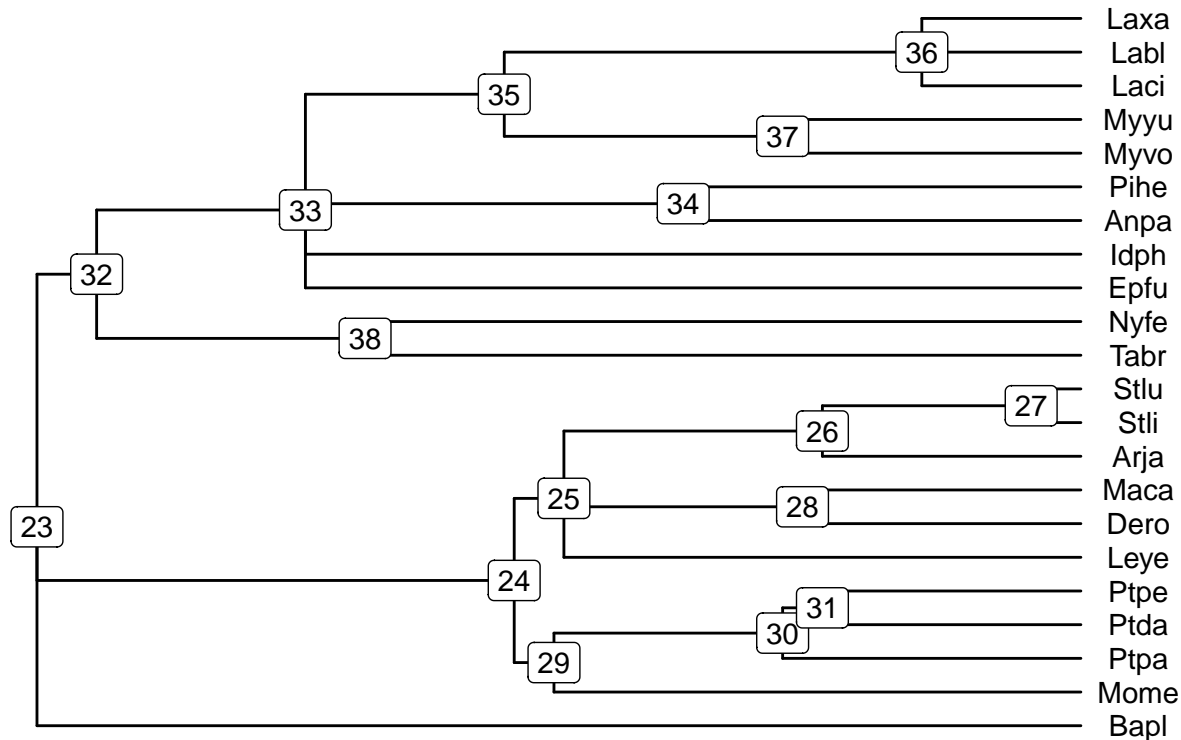 Laxa
36
Labl
35
Laci
Myyu
37
Myvo
Pihe
34
33
Anpa
Idph
32
Epfu
Nyfe
38
Tabr
Stlu
27
Stli
26
Arja
Maca
25
28
23
Dero
Leye
24
Ptpe
31
Ptda
30
29
Ptpa
Mome
Bapl